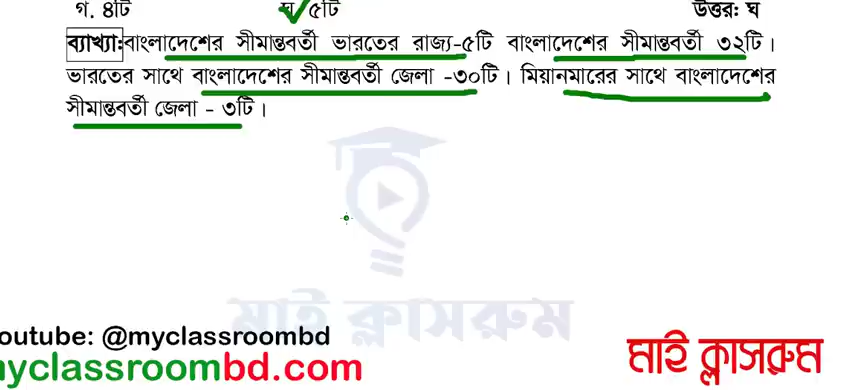 গ. ৪টি ঘ. ৫টি উত্তর: ঘ
ব্যাখ্যা:বাংলাদেশের সীমান্তবর্তী ভারতের রাজ্য-৫টি বাংলাদেশের সীমান্তবর্তী ৩২টি।
ভারতের সাথে বাংলাদেশের সীমান্তবর্তী জেলা -৩০টি। মিয়ানমারের সাথে বাংলাদেশের
সীমান্তবর্তী জেলা - ৩টি।
মাই ক্লাসরুম
outube: @myclassroombd
myclassroombd.com
মাই ক্লাসরুম